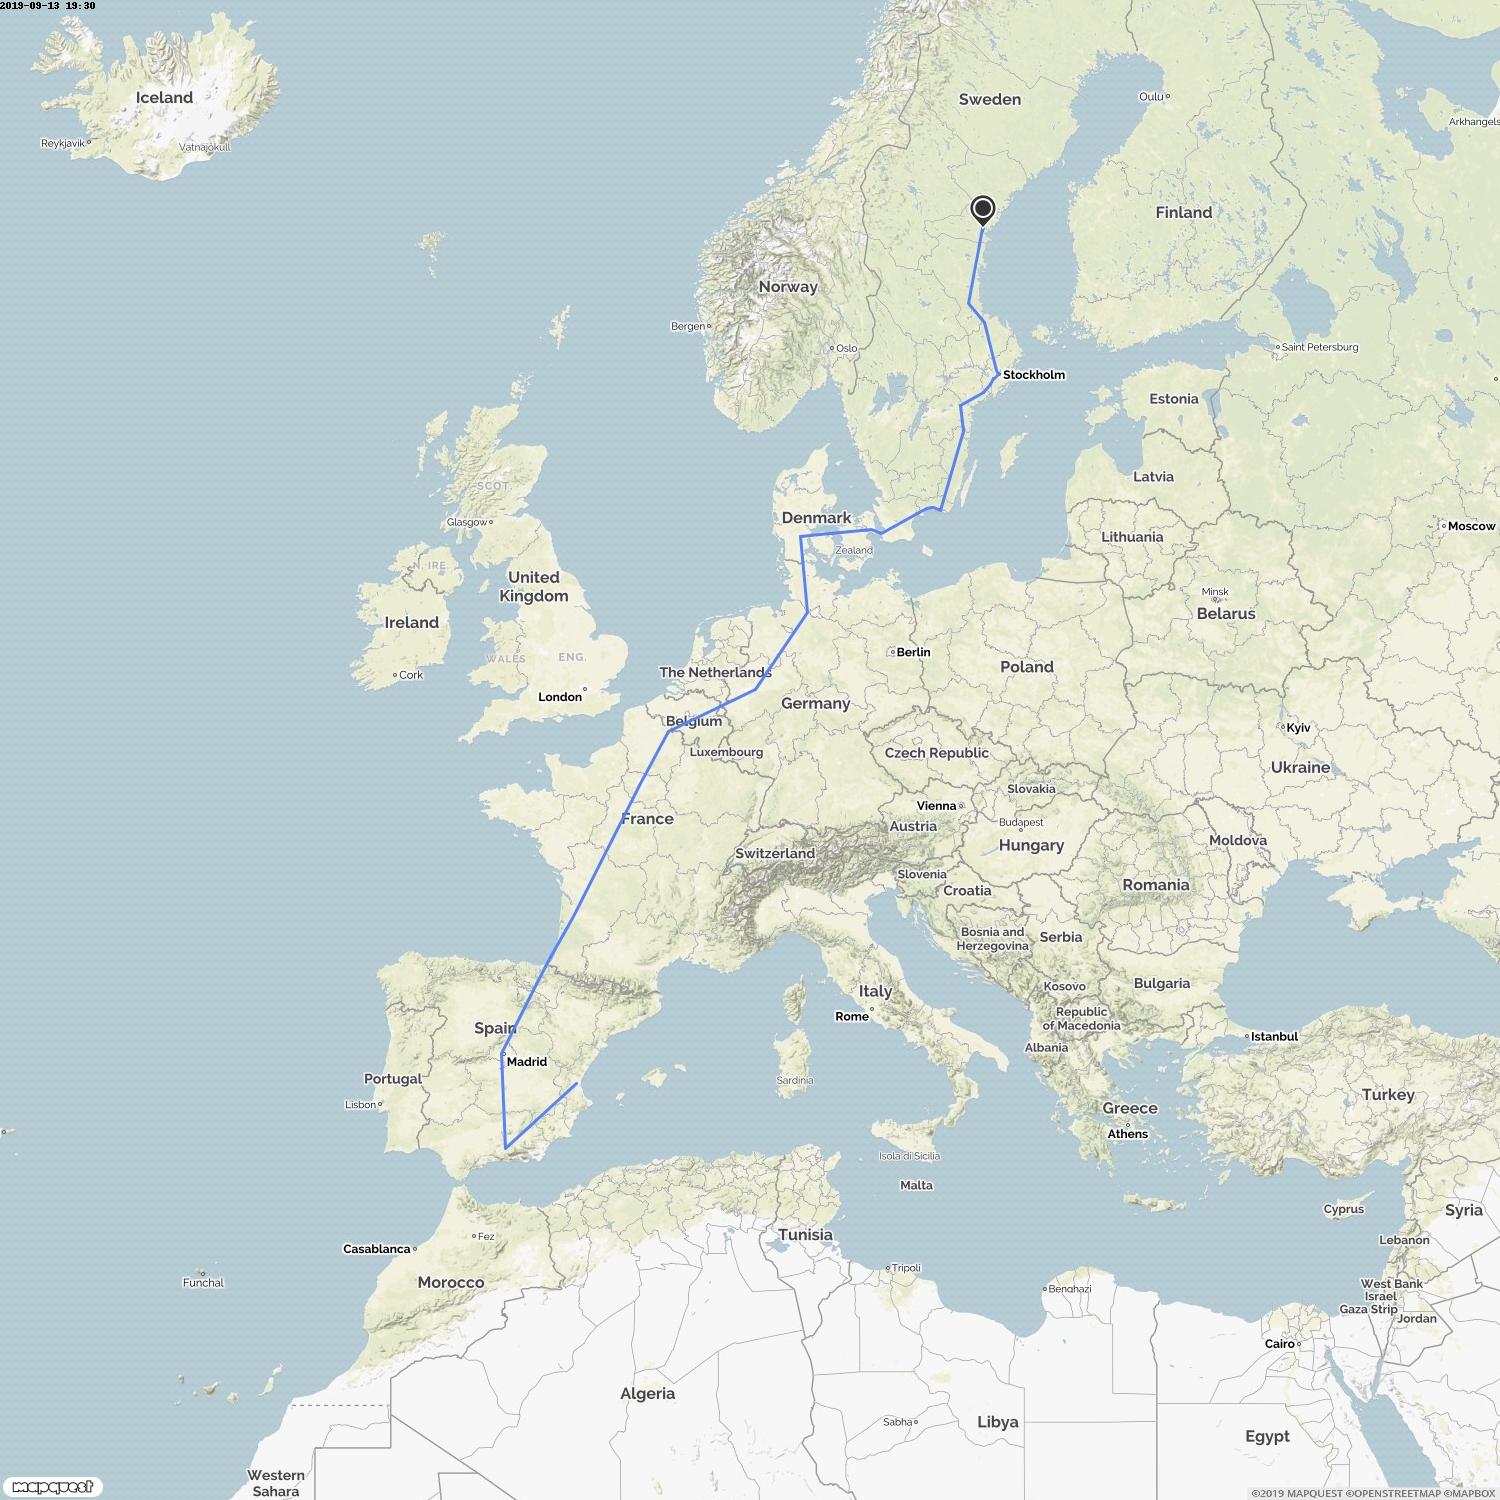 2019-09-13 19:30
Iceland
Reykjavik
Vatnajökull
Sweden
Oulu
Arkhangels
Finland
Norway
Bergen
Oslo
Saint Petersburg
Stockholm
Estonia
SCOT
Latvia
Glasgow
Denmark
Moscow
Lithuania
Zealand
N. IRE.
United
Kingdom
Minsk
Belarus
Ireland
WALES
ENG.
Berlin
Poland
Cork
The Netherlands
London
Germany
Belgium
Kyiv
Luxembourg
Czech Republic
Ukraine
Slovakia
Vienna
France
Austria
Budapest
Hungary
Moldova
Switzerland
Slovenia
Croatia
Romania
Bosnia and
Herzegovina
Serbia
Kosovo
Bulgaria
Italy
Rome
Republic
of Macedonia
Spain
Istanbul
Albania
Madrid
Portugal
Sardinia
Turkey
Lisbon
Greece
Athens
Isola di Sicilia
Malta
Cyprus
Syria
Fez
Tunisia
Lebanon
Casablanca
Tripoli
Morocco
Funchal
Benghazi
West Bank
Israel
Gaza Strip
Jordan
Cairo
Algeria
Sabha
Libya
Egypt
Western
Sahara
mapquest
©2019 MAPQUEST ©OPENSTREETMAP ©MAPBOX